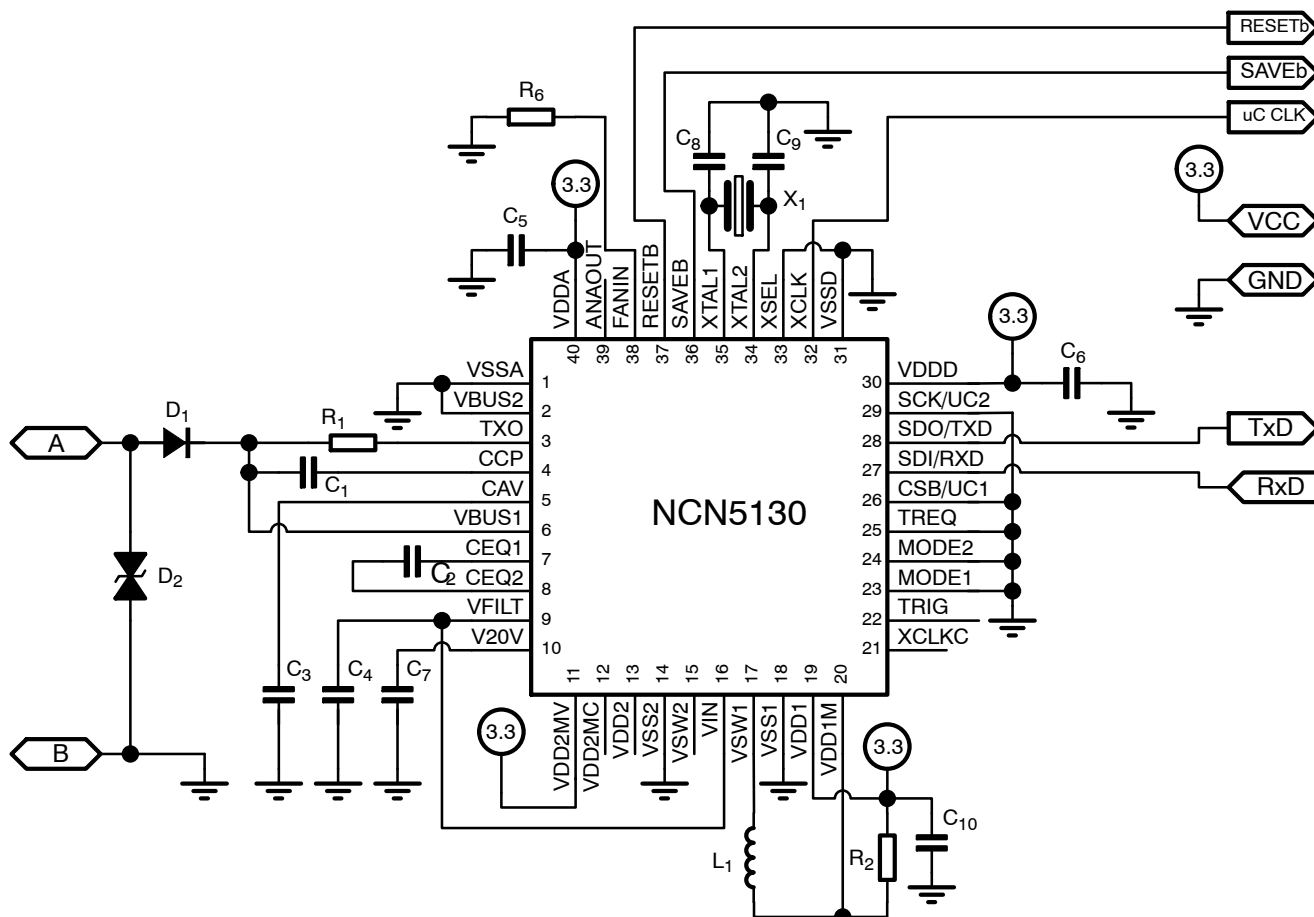 RESETb
SAVEb
uC CLK
R6
C8
C9
X1
3.3
3.3
VCC
C5
GND
VDDA
ANAOUT
FANIN
RESETB
SAVEB
XTAL1
XTAL2
XSEL
XCLK
VSSD
40
39
38
37
36
35
34
33
32
31
3.3
C6
VSSA
1
VBUS2
2
TXO
3
CCP
4
CAV
5
VBUS1
6
CEQ1
7
CEQ2
8
VFILT
9
V20V
10
A
D1
R1
C1
D2
C2
C3
C4
C7
B
NCN5130
30
VDDD
29
SCK/UC2
28
SDO/TXD
27
SDI/RXD
26
CSB/UC1
25
TREQ
24
MODE2
23
MODE1
22
TRIG
21
XCLKC
TxD
RxD
11
12
13
14
15
16
17
18
19
20
VDD2MV
VDD2MC
VDD2
VSS2
VSW2
VIN
VSW1
VSS1
VDD1
VDD1M
3.3
3.3
L1
R2
C10